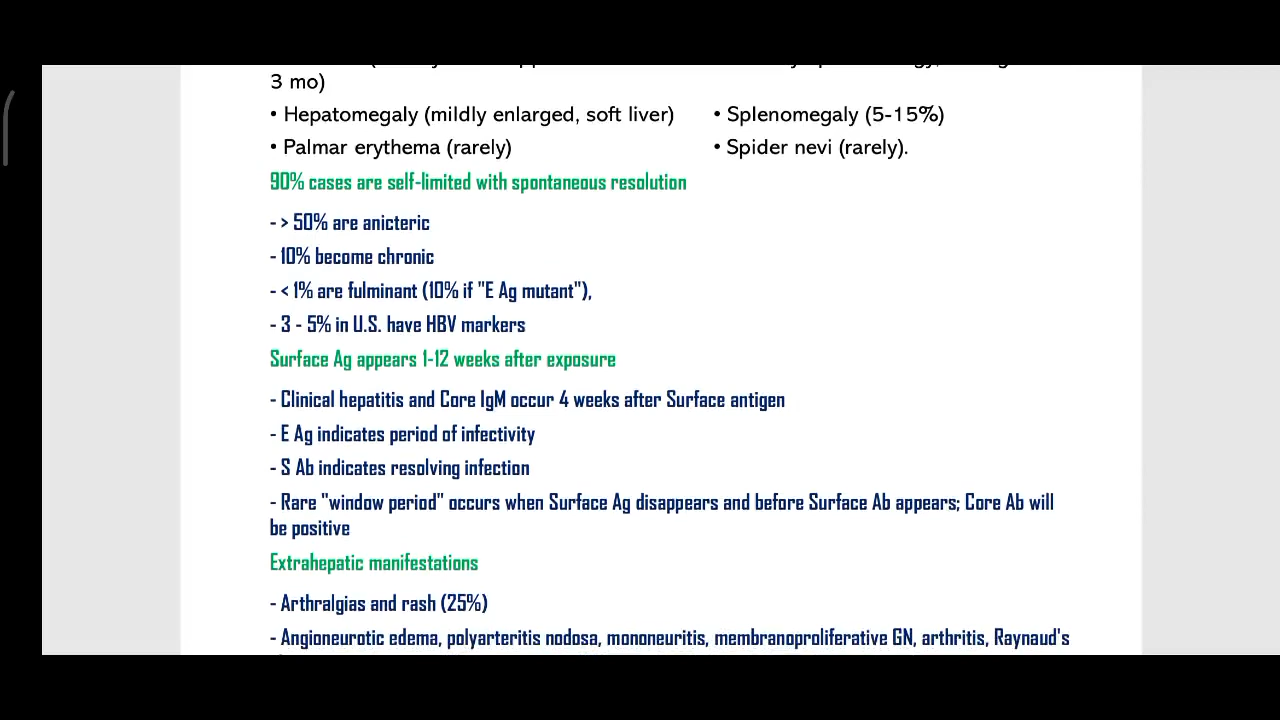 3 mo)
• Hepatomegaly (mildly enlarged, soft liver) • Splenomegaly (5-15%)
• Palmar erythema (rarely) • Spider nevi (rarely).
90% cases are self-limited with spontaneous resolution
- > 50% are anicteric
- 10% become chronic
- < 1% are fulminant (10% if "E Ag mutant"),
- 3 - 5% in U.S. have HBV markers
Surface Ag appears 1-12 weeks after exposure
- Clinical hepatitis and Core IgM occur 4 weeks after Surface antigen
- E Ag indicates period of infectivity
- S Ab indicates resolving infection
- Rare "window period" occurs when Surface Ag disappears and before Surface Ab appears; Core Ab will
be positive
Extrahepatic manifestations
- Arthralgias and rash (25%)
- Angioneurotic edema, polyarteritis nodosa, mononeuritis, membranoproliferative GN, arthritis, Raynaud's